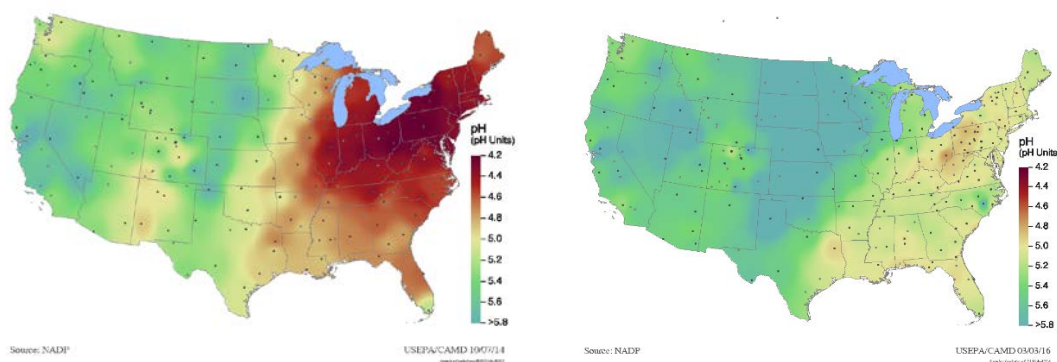 pH
(pH Units)
4.2
4.4
4.6
4.8
5.0
5.2
5.4
5.6
>5.8
Source: NADP
USEPA/CAMD 10/07/14
pH
(pH Units)
4.2
4.4
4.6
4.8
5.0
5.2
5.4
5.6
>5.8
Source: NADP
USEPA/CAMD 03/03/16